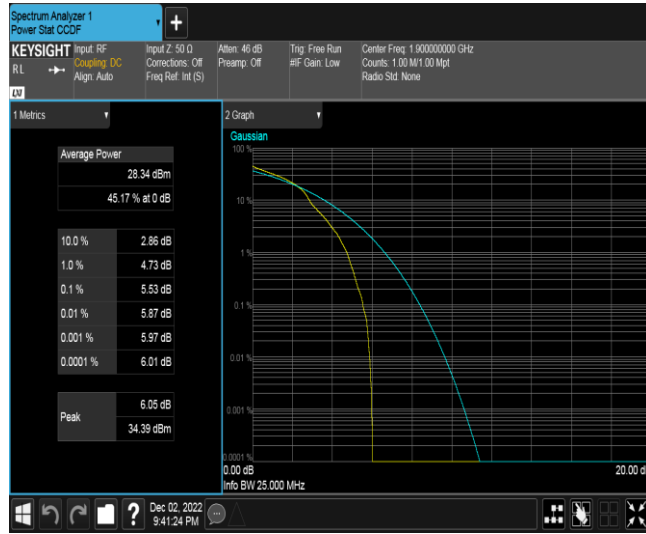 Spectrum Analyzer 1
Power Stat CCDF
+
KEYSIGHT
RL
LXI
Input: RF
Coupling: DC
Align: Auto
Input Z: 50 Ω
Corrections: Off
Freq Ref: Int (S)
Atten: 46 dB
Preamp: Off
Trig: Free Run
#IF Gain: Low
Center Freq: 1.900000000 GHz
Counts: 1.00 M/1.00 Mpt
Radio Std: None
1 Metrics
Average Power
28.34 dBm
45.17 % at 0 dB
10.0 % 2.86 dB
1.0 % 4.73 dB
0.1 % 5.53 dB
0.01 % 5.87 dB
0.001 % 5.97 dB
0.0001 % 6.01 dB
Peak
6.05 dB
34.39 dBm
2 Graph
Gaussian
100 %
10 %
1 %
0.1 %
0.01 %
0.001 %
0.0001 %
0.00 dB
20.00 d
Info BW 25.000 MHz
?
Dec 02, 2022
9:41:24 PM